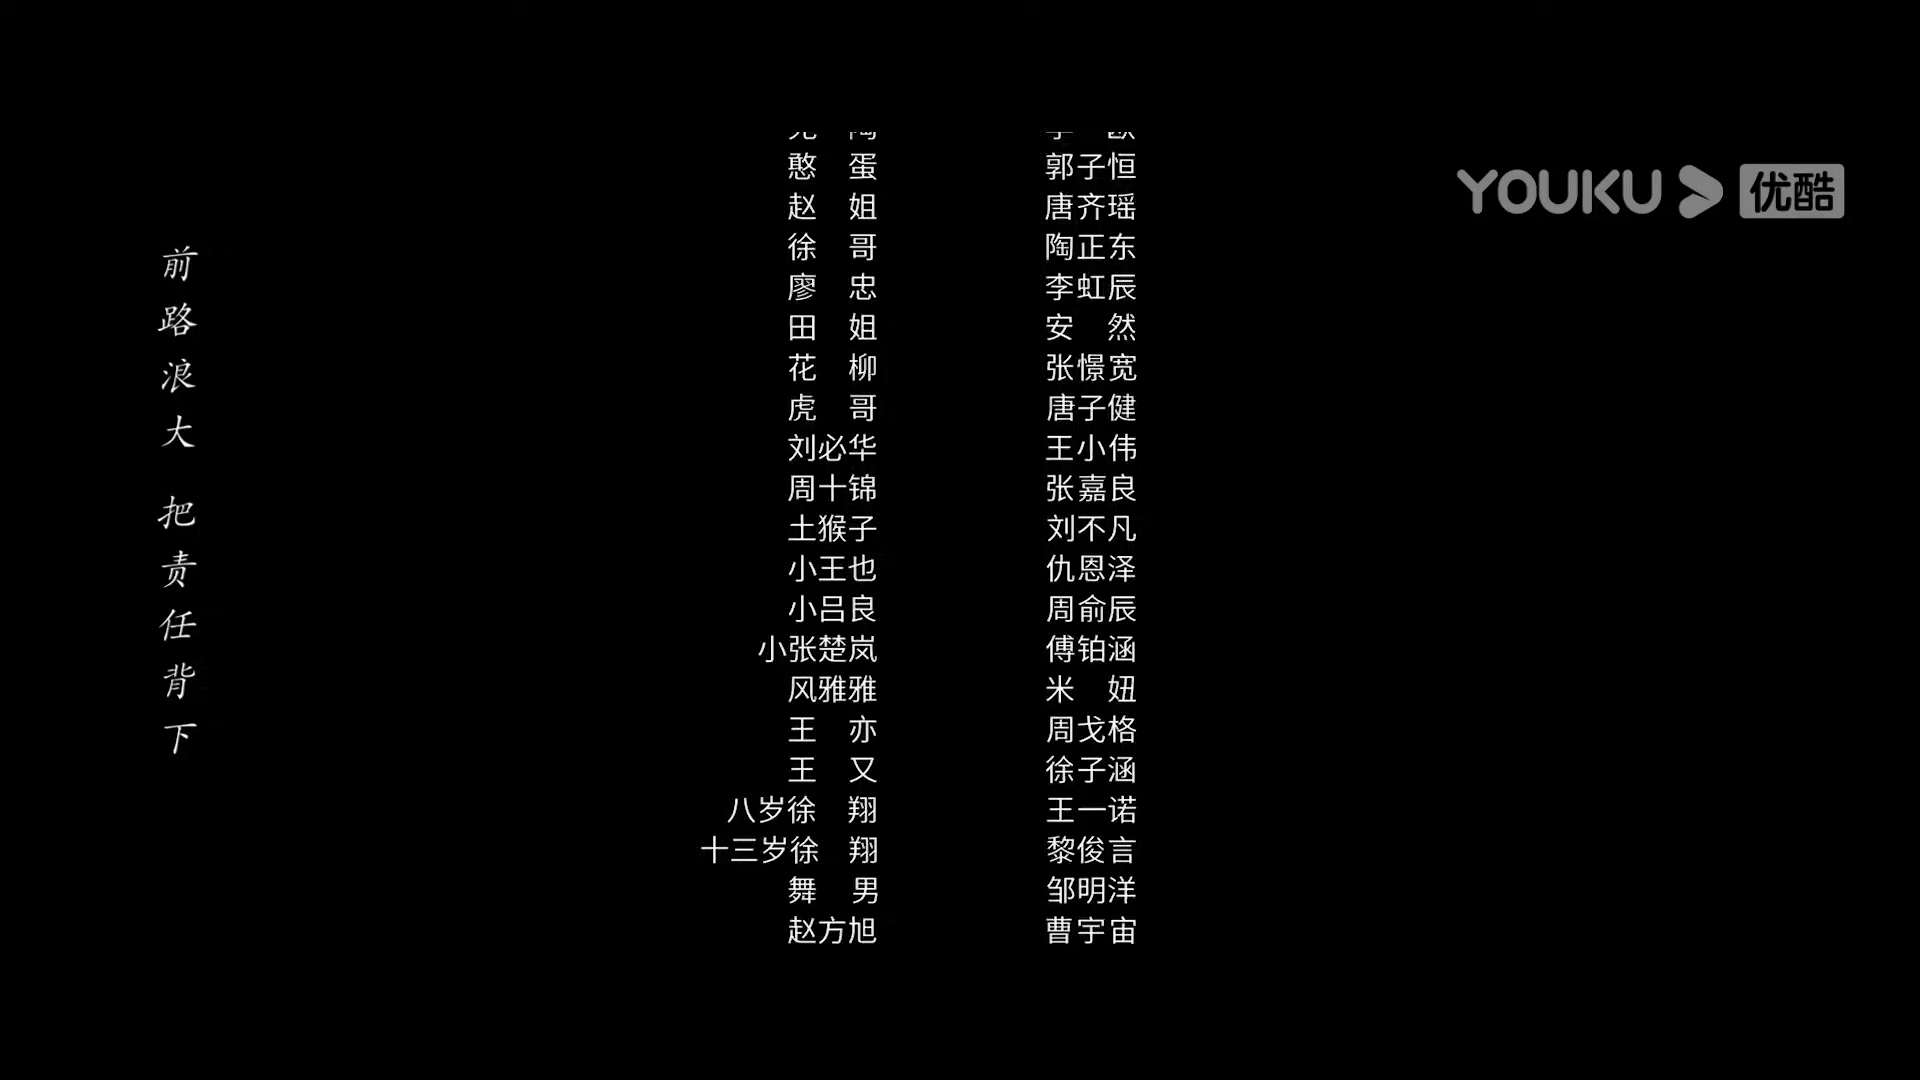 前路浪大 把责任背下
憨 蛋 郭子恒
赵 姐 唐齐瑶
徐 哥 陶正东
廖 忠 李虹辰
田 姐 安 然
花 柳 张憬宽
虎 哥 唐子健
刘必华 王小伟
周十锦 张嘉良
土猴子 刘不凡
小王也 仇恩泽
小吕良 周俞辰
小张楚岚 傅铂涵
风雅雅 米 妞
王 亦 周戈格
王 又 徐子涵
八岁徐 翔 王一诺
十三岁徐 翔 黎俊言
舞 男 邹明洋
赵方旭 曹宇宙
YOUKU 优酷